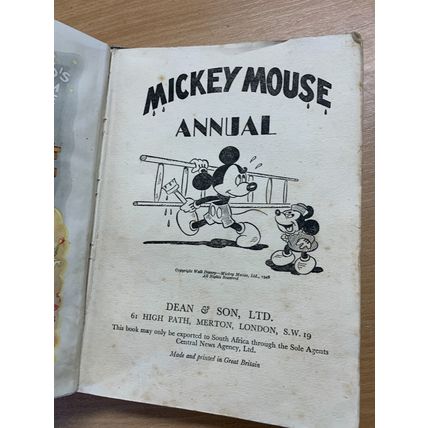 MICKEY MOUSE
ANNUAL
Copyright Walt Disney—Mickey Mouse, Ltd., 1948
All Rights Reserved
DEAN & SON, LTD.
61 HIGH PATH, MERTON, LONDON, S.W. 19
This book may only be exported to South Africa through the Sole Agents
Central News Agency, Ltd.
Made and printed in Great Britain